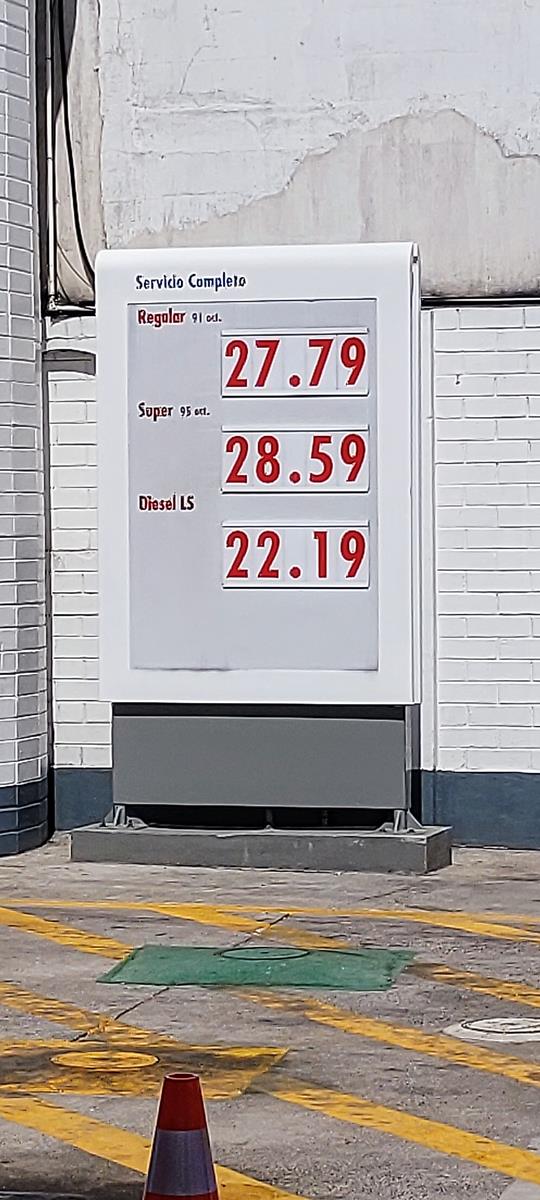 Servicio Completo
Regular 91 oct.
27.79
Super 95 oct.
28.59
Diesel LS
22.19